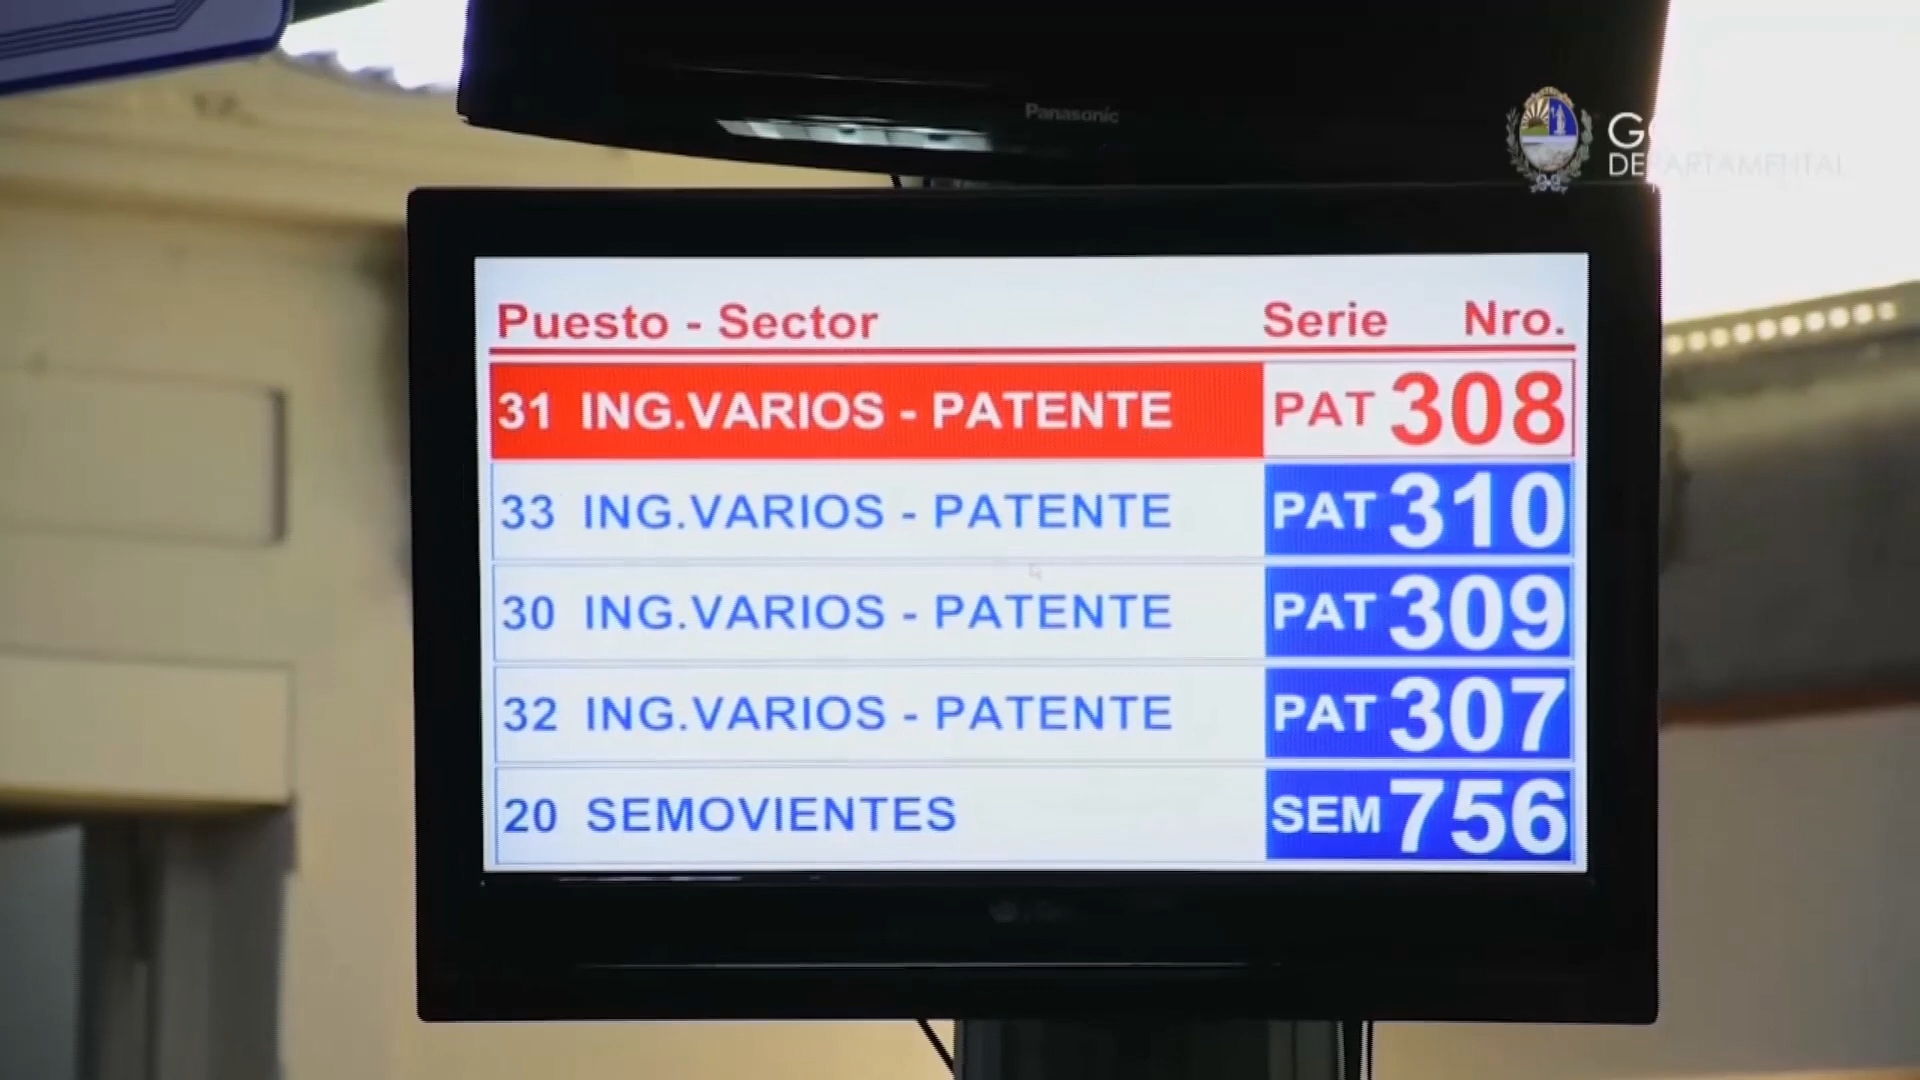 Panasonic
DEPARTAMENTAL
Puesto - Sector Serie Nro.
31 ING.VARIOS - PATENTE PAT 308
33 ING.VARIOS - PATENTE PAT 310
30 ING.VARIOS - PATENTE PAT 309
32 ING.VARIOS - PATENTE PAT 307
20 SEMOVIENTES SEM 756